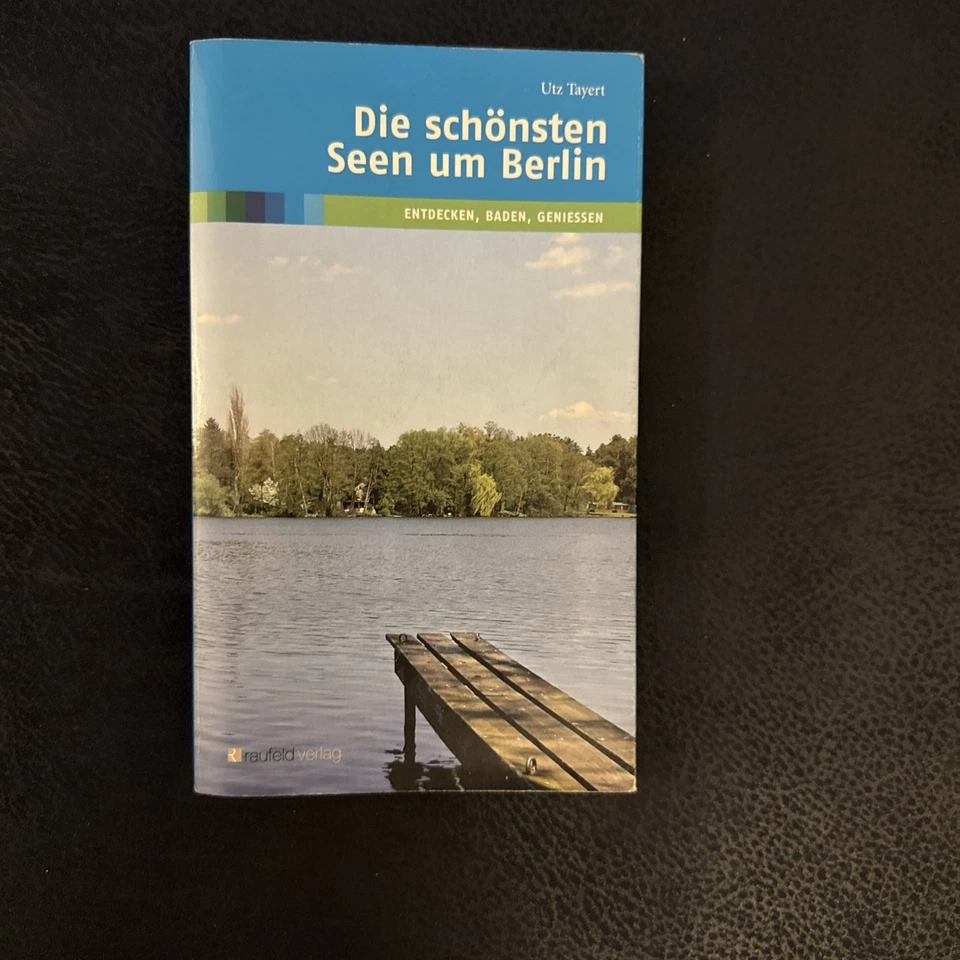 Utz Tayert
Die schönsten
Seen um Berlin
ENTDECKEN, BADEN, GENIESSEN
R raufeld verlag